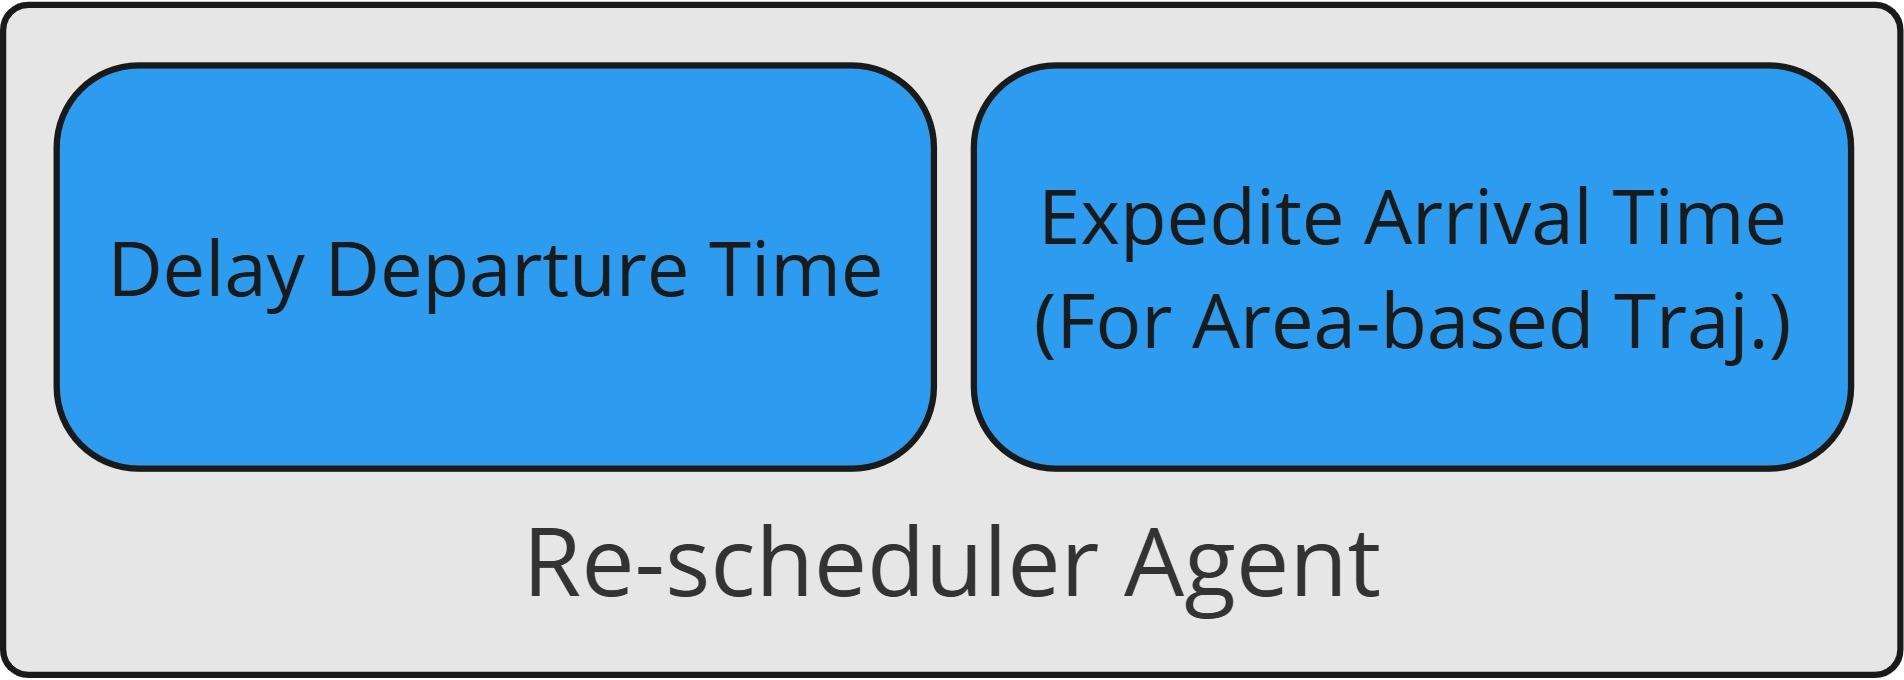 Delay Departure Time
Expedite Arrival Time
(For Area-based Traj.)
Re-scheduler Agent